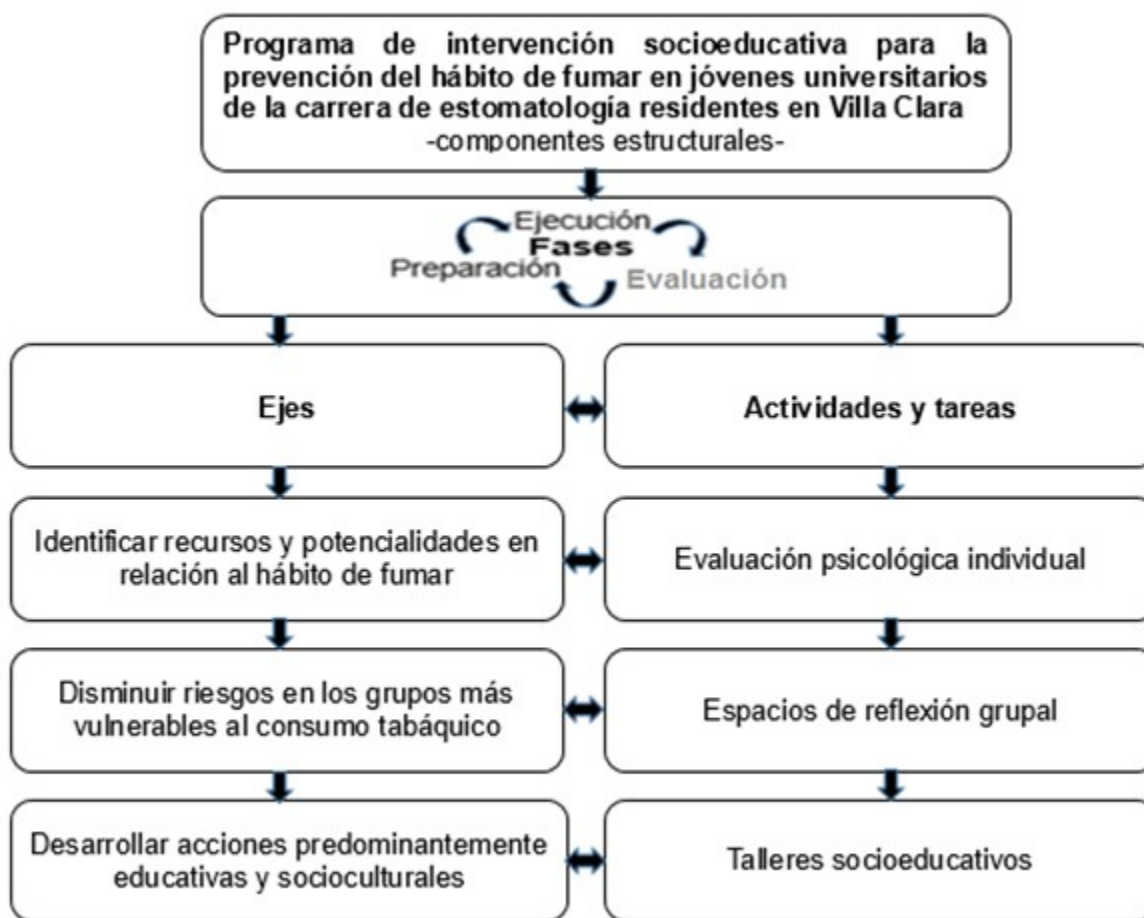 Programa de intervención socioeducativa para la
prevención del hábito de fumar en jóvenes universitarios
de la carrera de estomatología residentes en Villa Clara
-componentes estructurales-
Ejecución
Fases
Preparación
Evaluación
Ejes
Actividades y tareas
Identificar recursos y potencialidades en
relación al hábito de fumar
Evaluación psicológica individual
Disminuir riesgos en los grupos más
vulnerables al consumo tabáquico
Espacios de reflexión grupal
Desarrollar acciones predominantemente
educativas y socioculturales
Talleres socioeducativos